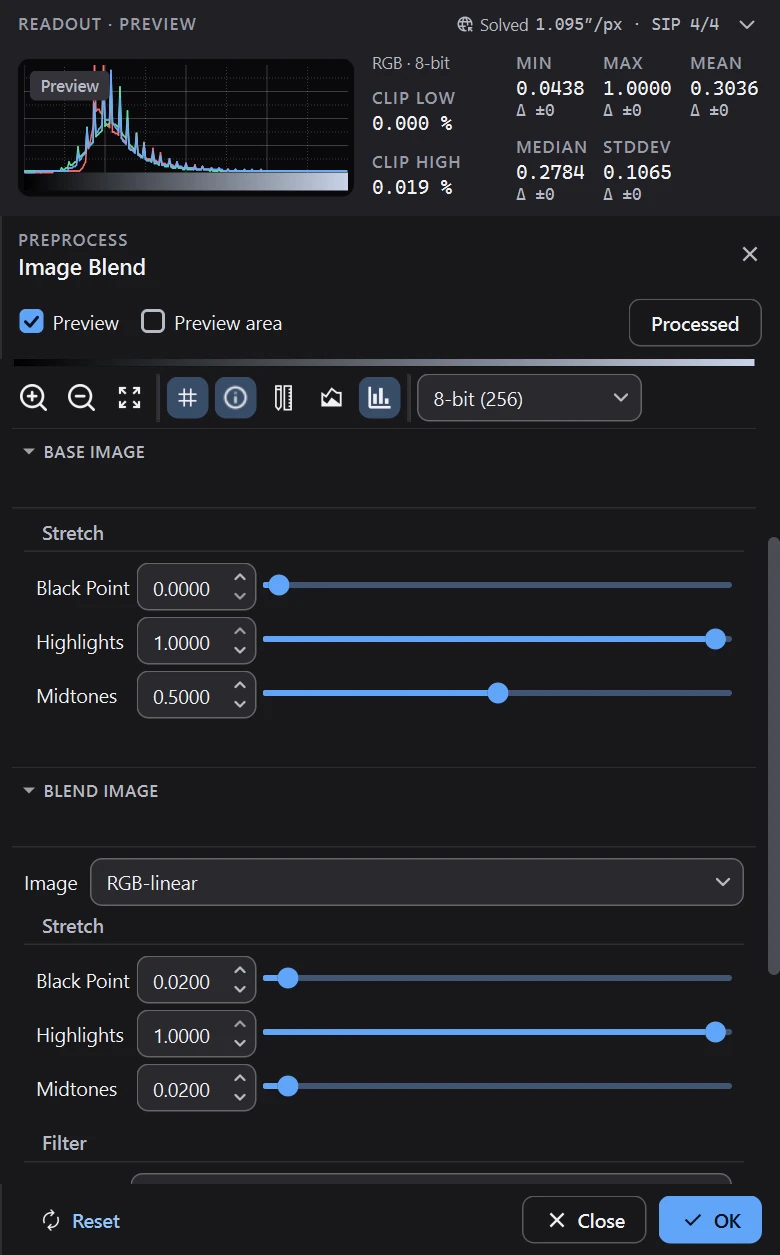 READOUT · PREVIEW
Solved 1.095″/px · SIP 4/4
Preview
RGB · 8-bit
CLIP LOW
0.000 %
CLIP HIGH
0.019 %
MIN MAX MEAN
0.0438 1.0000 0.3036
Δ ±0 Δ ±0 Δ ±0
MEDIAN STDDEV
0.2784 0.1065
Δ ±0 Δ ±0
PREPROCESS
Image Blend
Preview Preview area Processed
8-bit (256)
BASE IMAGE
Stretch
Black Point 0.0000
Highlights 1.0000
Midtones 0.5000
BLEND IMAGE
Image RGB-linear
Stretch
Black Point 0.0200
Highlights 1.0000
Midtones 0.0200
Filter
Reset Close OK